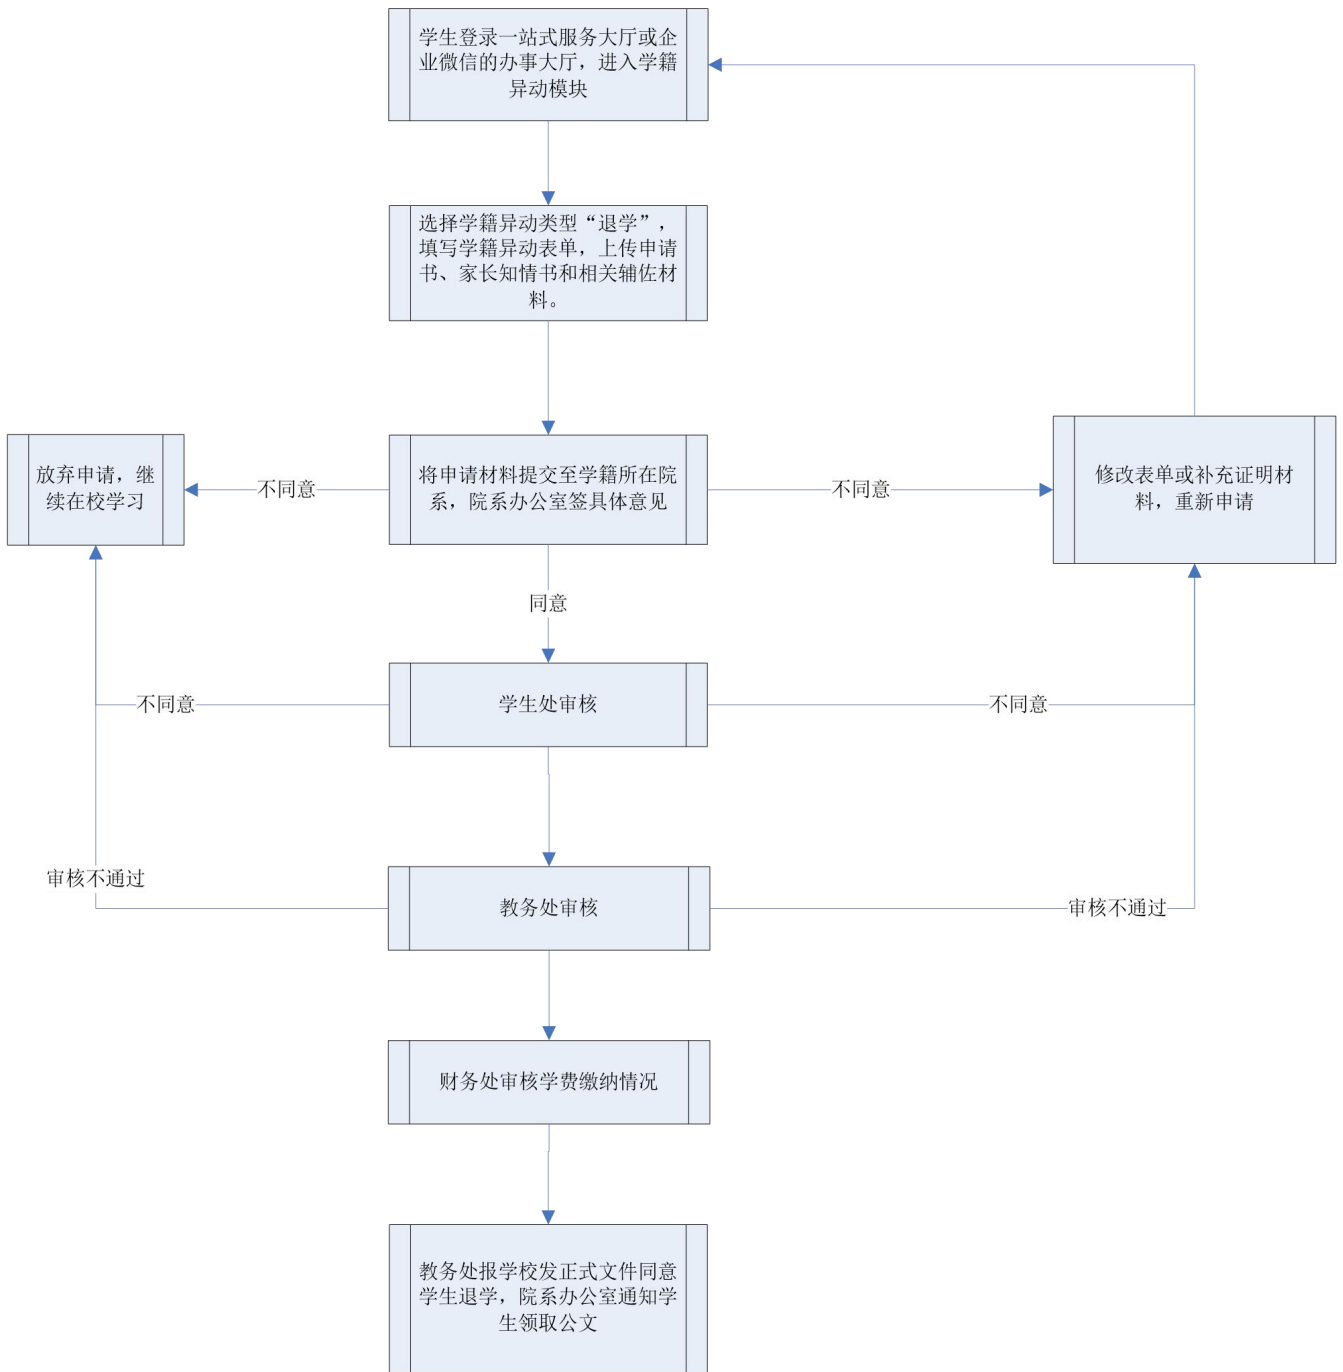 学生登录一站式服务大厅或企
业微信的办事大厅，进入学籍
异动模块
选择学籍异动类型“退学”，
填写学籍异动表单，上传申请
书、家长知情书和相关辅佐材
料。
放弃申请，继
续在校学习
不同意
将申请材料提交至学籍所在院
系，院系办公室签具体意见
不同意
修改表单或补充证明材
料，重新申请
同意
不同意
学生处审核
不同意
审核不通过
教务处审核
审核不通过
财务处审核学费缴纳情况
教务处报学校发正式文件同意
学生退学，院系办公室通知学
生领取公文